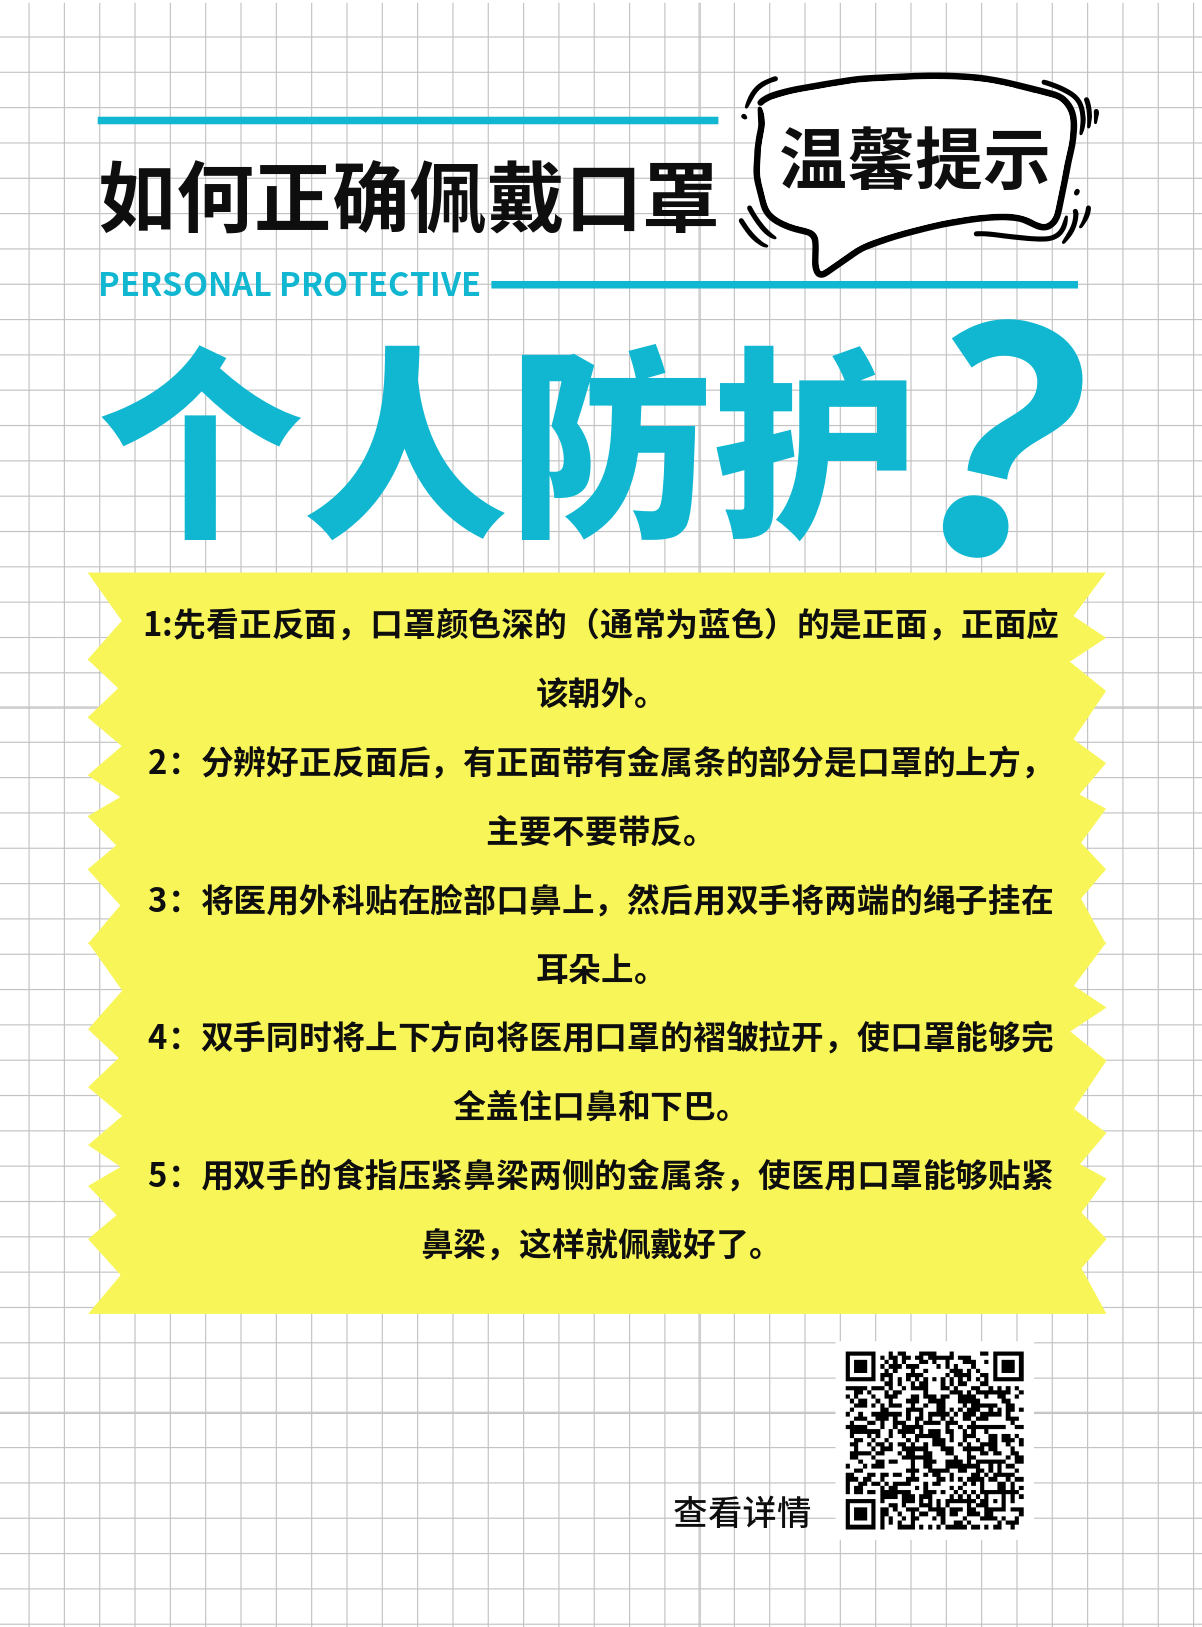 温馨提示
如何正确佩戴口罩
PERSONAL PROTECTIVE
个人防护?
1:先看正反面，口罩颜色深的（通常为蓝色）的是正面，正面应
该朝外。
2：分辨好正反面后，有正面带有金属条的部分是口罩的上方，
主要不要带反。
3：将医用外科贴在脸部口鼻上，然后用双手将两端的绳子挂在
耳朵上。
4：双手同时将上下方向将医用口罩的褶皱拉开，使口罩能够完
全盖住口鼻和下巴。
5：用双手的食指压紧鼻梁两侧的金属条，使医用口罩能够贴紧
鼻梁，这样就佩戴好了。
查看详情